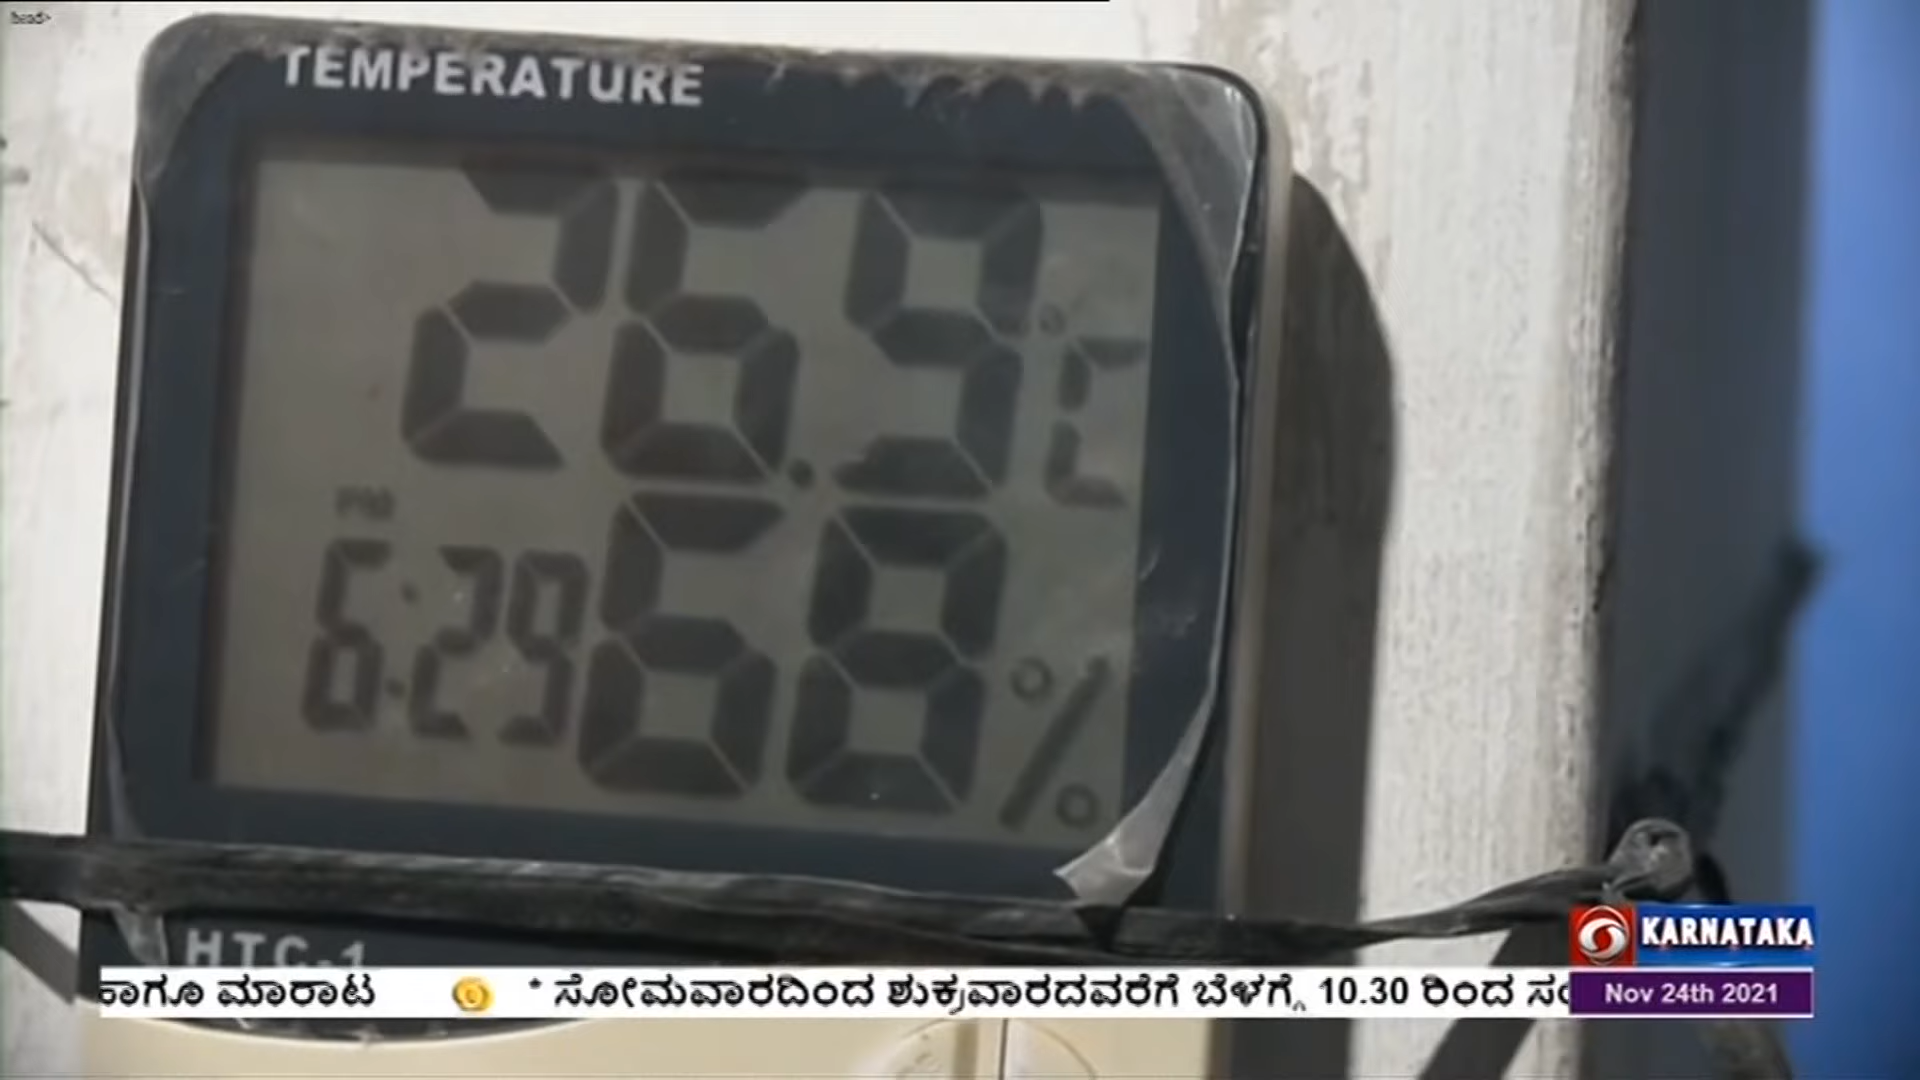 head>
TEMPERATURE
26.9 °C
PM
6:29 68 %
HTC-1
KARNATAKA
ಹಾಗೂ ಮಾರಾಟ * ಸೋಮವಾರದಿಂದ ಶುಕ್ರವಾರದವರೆಗೆ ಬೆಳಗ್ಗೆ 10.30 ರಿಂದ
Nov 24th 2021